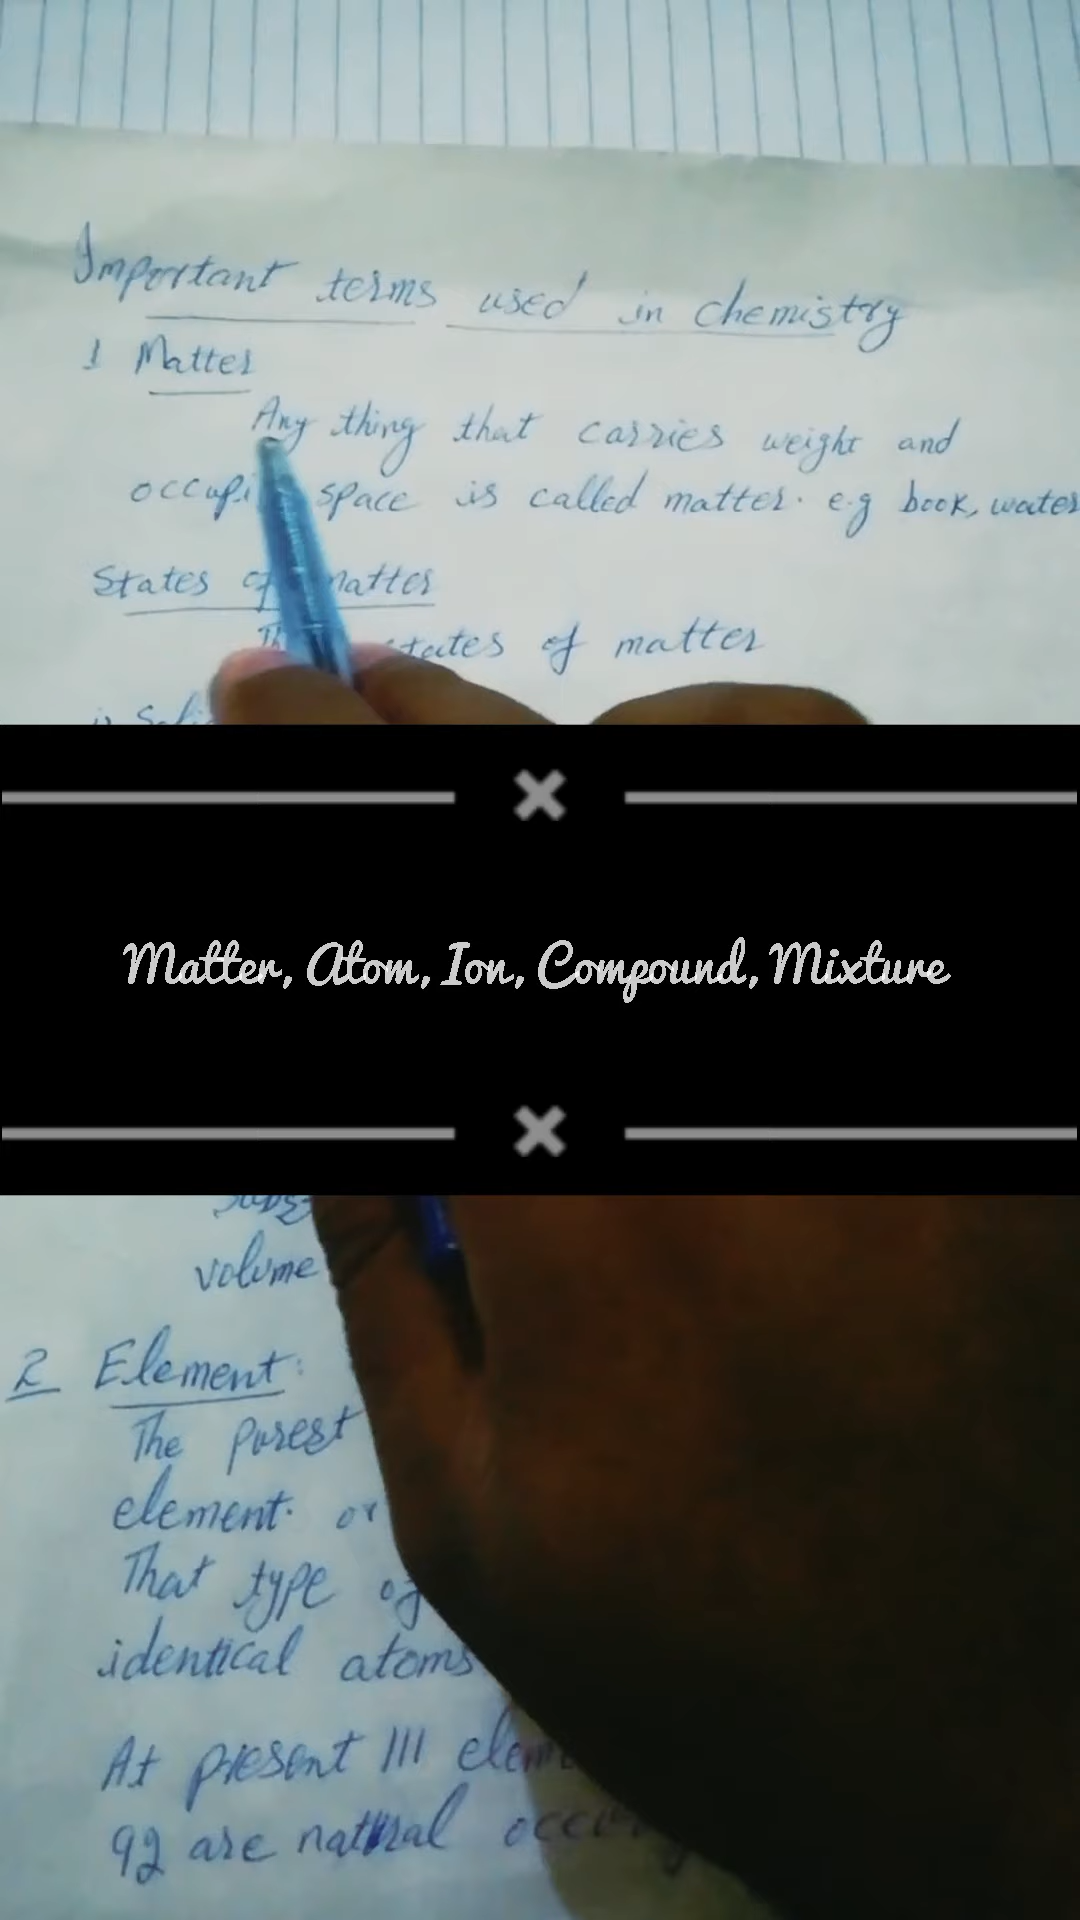 Important terms used in chemistry
1 Matter
Any thing that carries weight and
space is called matter. e.g book, water
States of matter
states of matter
Matter, Atom, Ion, Compound, Mixture
volume
2 Element:
The purest
element. or
That type of
identical atoms
At present 111
92 are natural